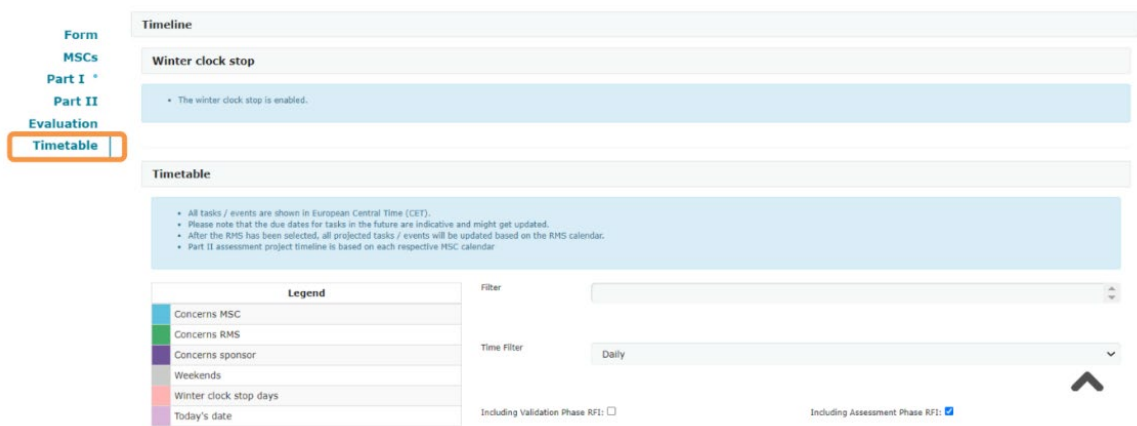 Form
MSCs
Part I *
Part II
Evaluation
Timetable
Timeline
Winter clock stop
• The winter clock stop is enabled.
Timetable
• All tasks / events are shown in European Central Time (CET).
• Please note that the due dates for tasks in the future are indicative and might get updated.
• After the RMS has been selected, all projected tasks / events will be updated based on the RMS calendar.
• Part II assessment project timeline is based on each respective MSC calendar
Legend
Concerns MSC
Concerns RMS
Concerns sponsor
Weekends
Winter clock stop days
Today's date
Filter
Time Filter
Daily
Including Validation Phase RFI:
Including Assessment Phase RFI: